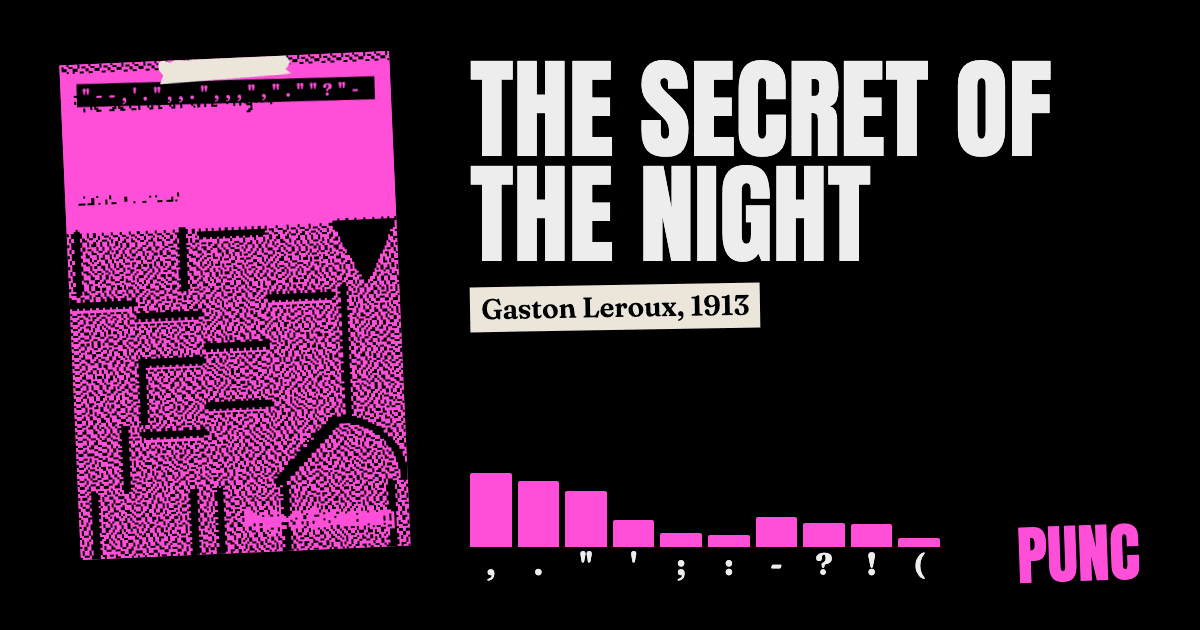 "--,'.",,.",,,",".""?"-
THE SECRET OF
THE NIGHT
Gaston Leroux, 1913
, . " ' ; : - ? ! (
PUNC